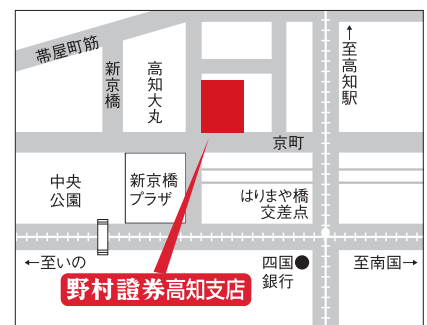 帯屋町筋
新京橋
高知大丸
↑至高知駅
京町
中央
公園
新京橋
プラザ
はりまや橋
交差点
←至いの
四国
銀行
至南国→
野村證券高知支店